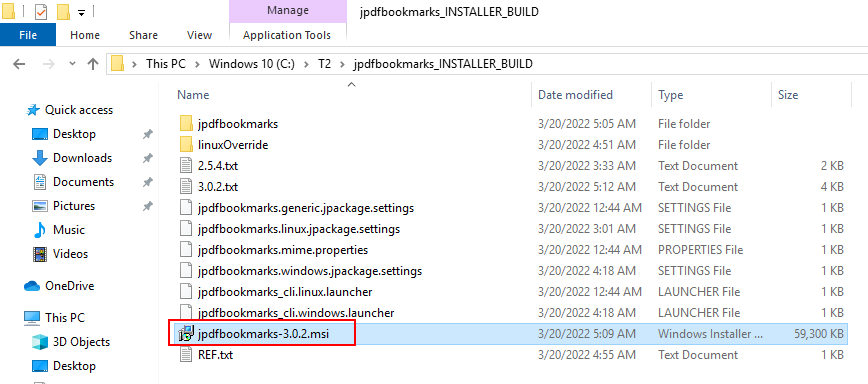 Manage
jpdfbookmarks_INSTALLER_BUILD
File Home Share View Application Tools
This PC Windows 10 (C:) T2 jpdfbookmarks_INSTALLER_BUILD
Quick access
Desktop
Downloads
Documents
Pictures
Music
Videos
OneDrive
This PC
3D Objects
Desktop
Name Date modified Type Size
jpdfbookmarks 3/20/2022 5:05 AM File folder
linuxOverride 3/20/2022 4:51 AM File folder
2.5.4.txt 3/20/2022 3:33 AM Text Document 2 KB
3.0.2.txt 3/20/2022 5:12 AM Text Document 4 KB
jpdfbookmarks.generic.jpackage.settings 3/20/2022 12:44 AM SETTINGS File 1 KB
jpdfbookmarks.linux.jpackage.settings 3/20/2022 3:01 AM SETTINGS File 1 KB
jpdfbookmarks.mime.properties 3/20/2022 12:44 AM PROPERTIES File 1 KB
jpdfbookmarks.windows.jpackage.settings 3/20/2022 4:18 AM SETTINGS File 1 KB
jpdfbookmarks_cli.linux.launcher 3/20/2022 12:44 AM LAUNCHER File 1 KB
jpdfbookmarks_cli.windows.launcher 3/20/2022 4:18 AM LAUNCHER File 1 KB
jpdfbookmarks-3.0.2.msi 3/20/2022 5:09 AM Windows Installer ... 59,300 KB
REF.txt 3/20/2022 4:55 AM Text Document 1 KB